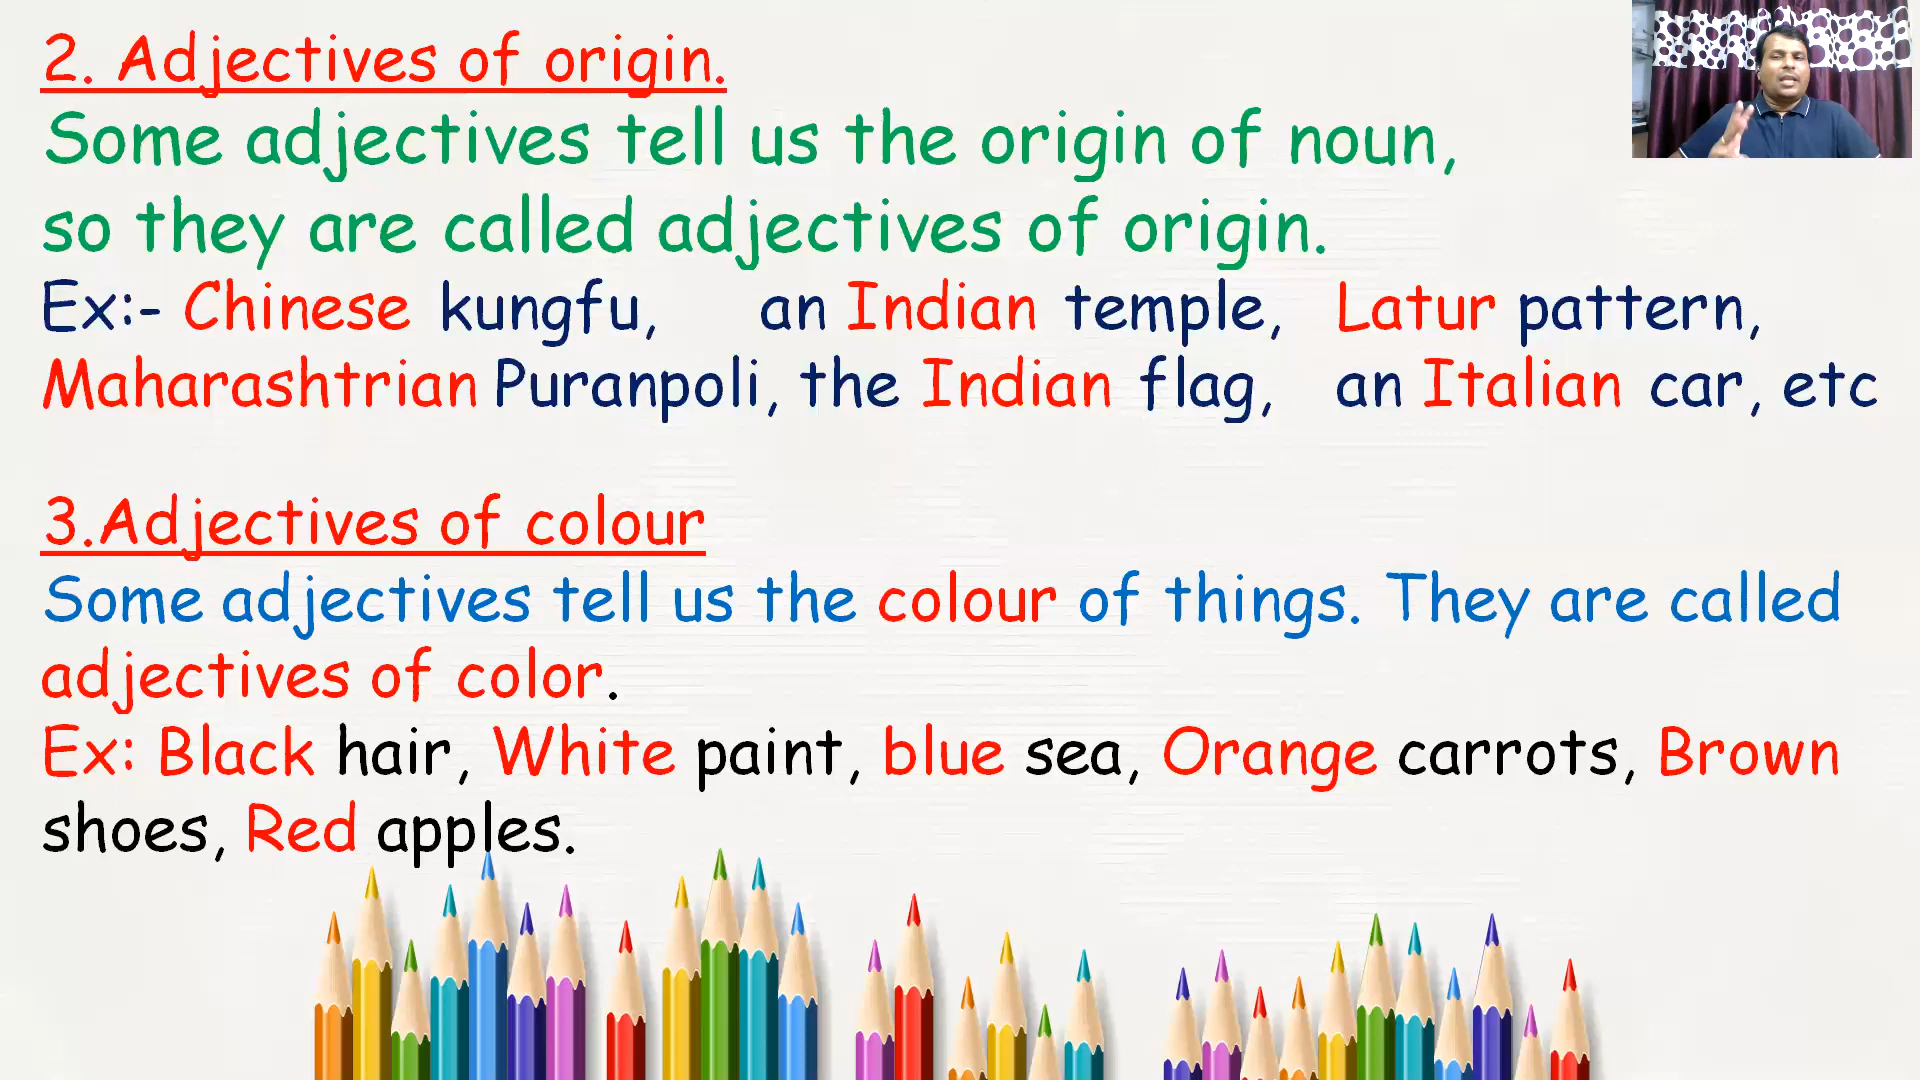 2. Adjectives of origin.
Some adjectives tell us the origin of noun,
so they are called adjectives of origin.
Ex:- Chinese kungfu, an Indian temple, Latur pattern,
Maharashtrian Puranpoli, the Indian flag, an Italian car, etc
3.Adjectives of colour
Some adjectives tell us the colour of things. They are called
adjectives of color.
Ex: Black hair, White paint, blue sea, Orange carrots, Brown
shoes, Red apples.